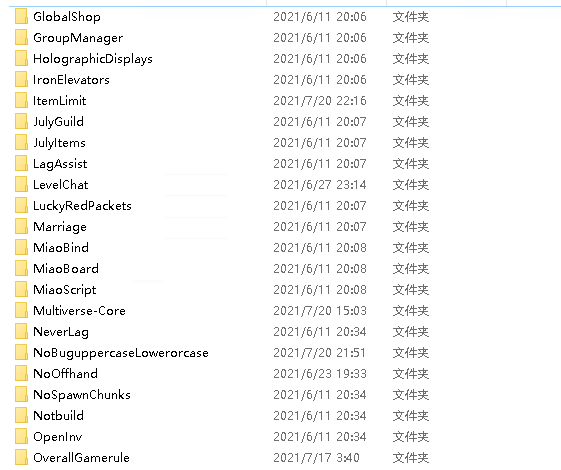 GlobalShop 2021/6/11 20:06 文件夹
GroupManager 2021/6/11 20:06 文件夹
HolographicDisplays 2021/6/11 20:06 文件夹
IronElevators 2021/6/11 20:06 文件夹
ItemLimit 2021/7/20 22:16 文件夹
JulyGuild 2021/6/11 20:07 文件夹
JulyItems 2021/6/11 20:07 文件夹
LagAssist 2021/6/11 20:07 文件夹
LevelChat 2021/6/27 23:14 文件夹
LuckyRedPackets 2021/6/11 20:07 文件夹
Marriage 2021/6/11 20:07 文件夹
MiaoBind 2021/6/11 20:08 文件夹
MiaoBoard 2021/6/11 20:08 文件夹
MiaoScript 2021/6/11 20:08 文件夹
Multiverse-Core 2021/7/20 15:03 文件夹
NeverLag 2021/6/11 20:34 文件夹
NoBuguppercaseLowerorcase 2021/7/20 21:51 文件夹
NoOffhand 2021/6/23 19:33 文件夹
NoSpawnChunks 2021/6/11 20:34 文件夹
Notbuild 2021/6/11 20:34 文件夹
OpenInv 2021/6/11 20:34 文件夹
OverallGamerule 2021/7/17 3:40 文件夹